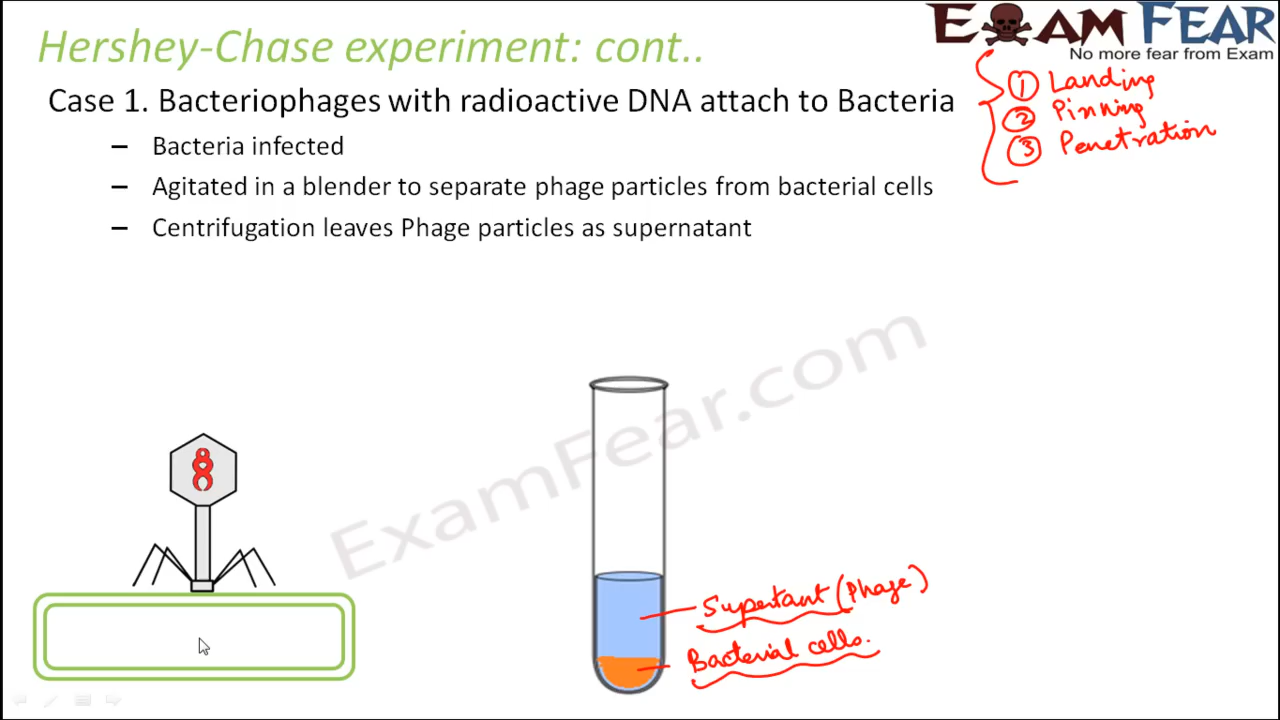 Hershey-Chase experiment: cont..
EXAM FEAR
No more fear from Exam
Case 1. Bacteriophages with radioactive DNA attach to Bacteria
– Bacteria infected
– Agitated in a blender to separate phage particles from bacterial cells
– Centrifugation leaves Phage particles as supernatant
① Landing
② Pinning
③ Penetration
ExamFear.com
Supertant (Phage)
Bacterial cells.